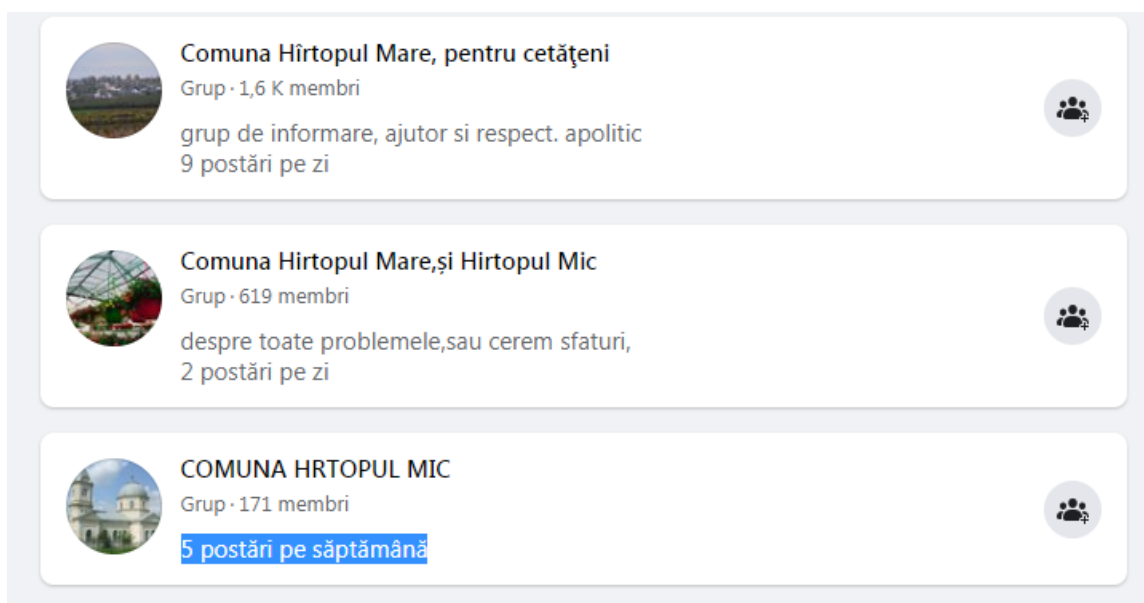 Comuna Hîrtopul Mare, pentru cetăţeni
Grup · 1,6 K membri
grup de informare, ajutor si respect. apolitic
9 postări pe zi
Comuna Hirtopul Mare,și Hirtopul Mic
Grup · 619 membri
despre toate problemele,sau cerem sfaturi,
2 postări pe zi
COMUNA HRTOPUL MIC
Grup · 171 membri
5 postări pe săptămână